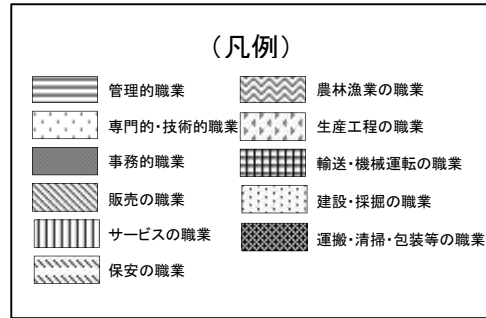 (凡例)
管理的職業
専門的・技術的職業
事務的職業
販売の職業
サービスの職業
保安の職業
農林漁業の職業
生産工程の職業
輸送・機械運転の職業
建設・採掘の職業
運搬・清掃・包装等の職業